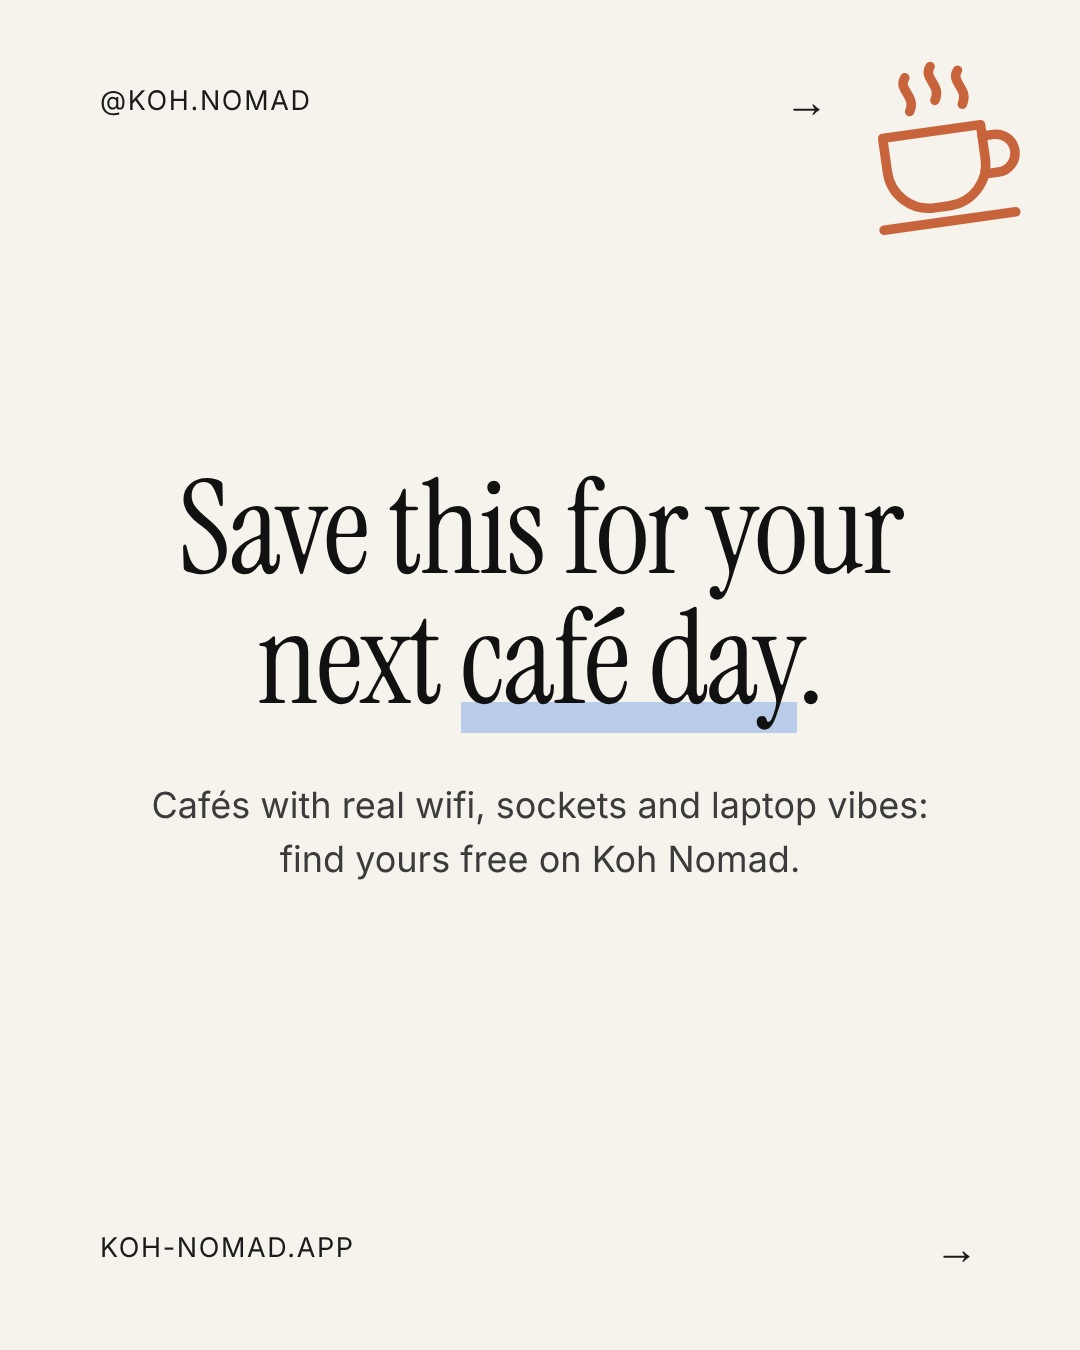 @KOH.NOMAD →
Save this for your
next café day.
Cafés with real wifi, sockets and laptop vibes:
find yours free on Koh Nomad.
KOH-NOMAD.APP →